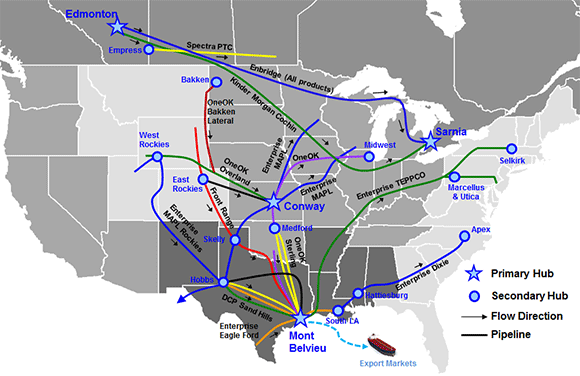 Edmonton
Empress
Spectra PTC
Enbridge (All products)
Bakken
Kinder Morgan Cochin
OneOK
Bakken
Lateral
Sarnia
West
Rockies
OneOK
Overland
Enterprise
MAPL
OneOK
Midwest
Selkirk
East
Rockies
Enterprise
MAPL
Enterprise TEPPCO
Marcellus
& Utica
Conway
Front Range
Enterprise
MAPL Rockies
Skelly
Medford
OneOK
Sterling
Apex
Hobbs
DCP Sand Hills
Enterprise Dixie
Hattiesburg
South LA
Enterprise
Eagle Ford
Mont
Belvieu
Export Markets
Primary Hub
Secondary Hub
Flow Direction
Pipeline